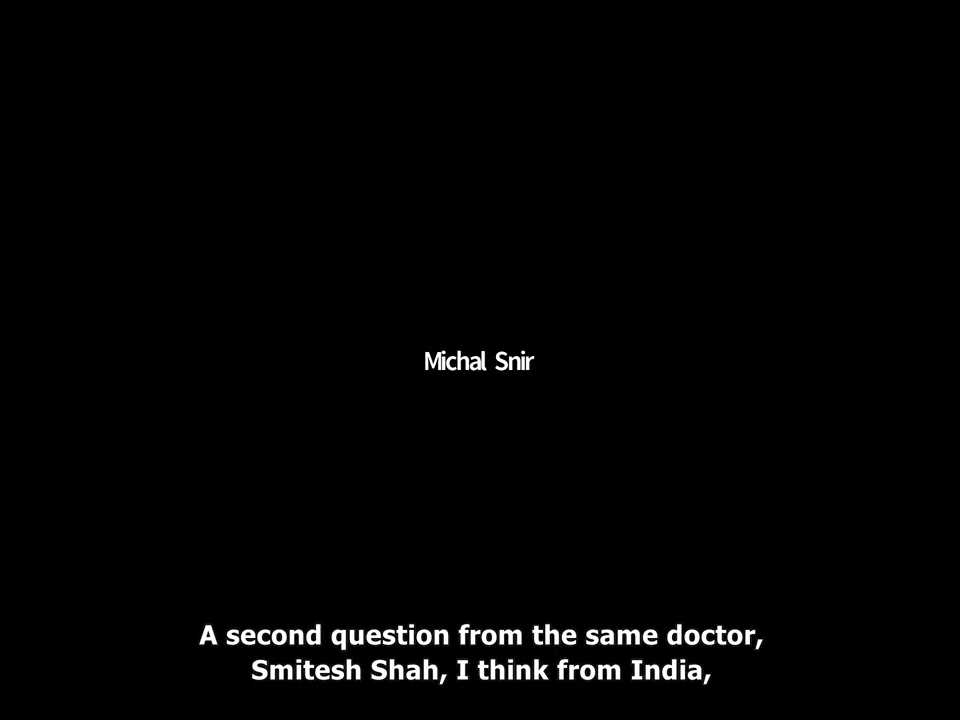 Michal Snir
A second question from the same doctor,
Smitesh Shah, I think from India,